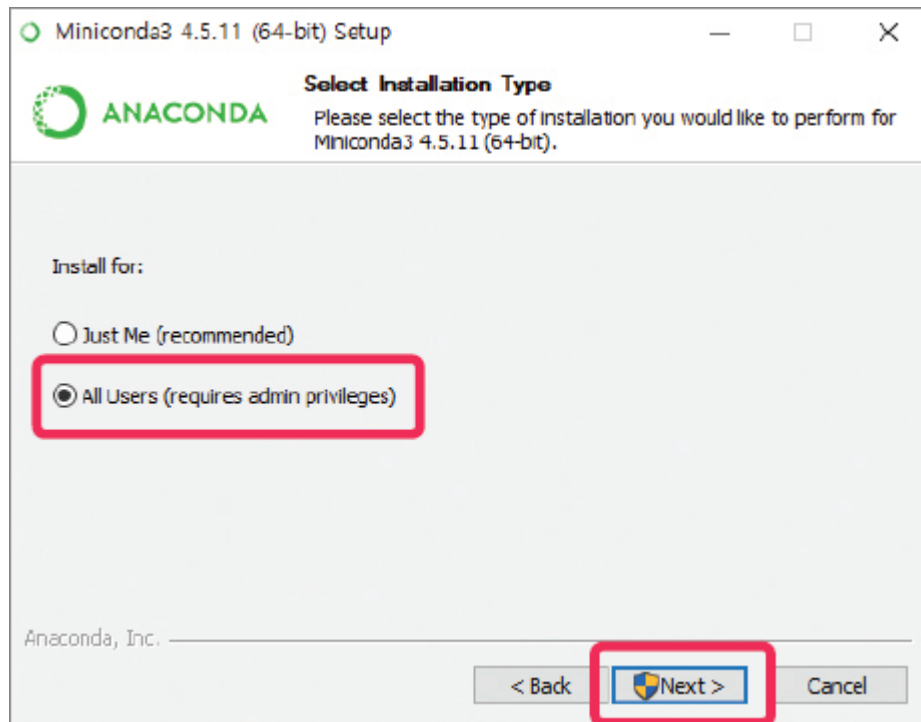 Miniconda3 4.5.11 (64-bit) Setup
ANACONDA
Select Installation Type
Please select the type of installation you would like to perform for
Miniconda3 4.5.11 (64-bit).
Install for:
Just Me (recommended)
All Users (requires admin privileges)
Anaconda, Inc.
< Back
Next >
Cancel